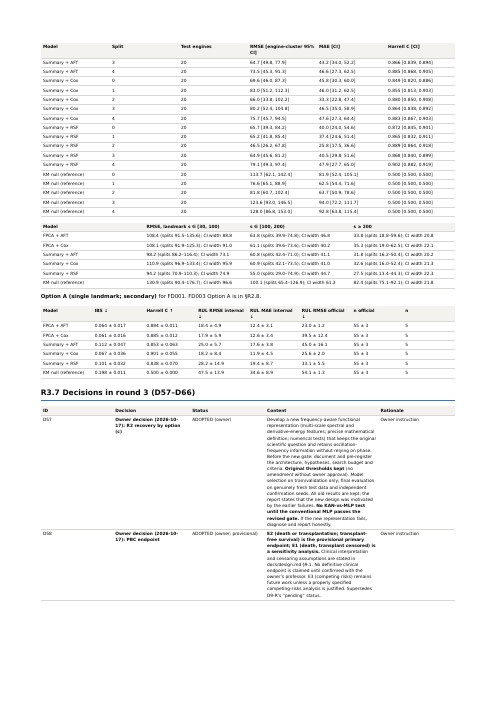 Model Split Test engines RMSE [engine-cluster 95% CI] MAE [CI] Harrell C [CI]
Summary + AFT 3 20 64.7 [49.8, 77.9] 43.2 [34.0, 52.2] 0.866 [0.839, 0.894]
Summary + AFT 4 20 73.5 [45.3, 91.3] 46.6 [27.3, 62.5] 0.885 [0.868, 0.905]
Summary + Cox 0 20 69.6 [46.0, 87.3] 45.8 [30.3, 60.0] 0.849 [0.820, 0.886]
Summary + Cox 1 20 83.0 [51.2, 112.3] 46.0 [31.2, 62.5] 0.855 [0.813, 0.903]
Summary + Cox 2 20 66.0 [33.8, 102.2] 33.3 [22.8, 47.4] 0.880 [0.850, 0.908]
Summary + Cox 3 20 80.2 [52.4, 103.8] 46.5 [35.0, 58.9] 0.862 [0.835, 0.892]
Summary + Cox 4 20 75.7 [45.7, 94.6] 47.6 [27.3, 64.4] 0.883 [0.867, 0.903]
Summary + RSF 0 20 65.7 [39.3, 84.2] 40.0 [24.0, 54.6] 0.872 [0.845, 0.901]
Summary + RSF 1 20 65.2 [41.8, 85.4] 37.4 [24.6, 51.4] 0.865 [0.832, 0.911]
Summary + RSF 2 20 46.5 [26.2, 67.8] 25.8 [17.5, 36.6] 0.889 [0.864, 0.918]
Summary + RSF 3 20 64.9 [45.6, 81.2] 40.5 [29.8, 51.6] 0.868 [0.840, 0.899]
Summary + RSF 4 20 79.1 [49.3, 97.4] 47.9 [27.7, 66.0] 0.902 [0.882, 0.919]
KM null (reference) 0 20 113.7 [62.1, 142.4] 81.9 [52.4, 105.1] 0.500 [0.500, 0.500]
KM null (reference) 1 20 76.6 [65.1, 88.9] 62.5 [54.4, 71.6] 0.500 [0.500, 0.500]
KM null (reference) 2 20 81.8 [60.7, 102.4] 63.7 [50.9, 78.6] 0.500 [0.500, 0.500]
KM null (reference) 3 20 123.6 [93.0, 146.5] 94.0 [72.2, 111.7] 0.500 [0.500, 0.500]
KM null (reference) 4 20 128.0 [86.8, 153.0] 92.8 [63.8, 115.4] 0.500 [0.500, 0.500]
Model RMSE, landmark s ∈ [30, 100) s ∈ [100, 200) s ≥ 200
FPCA + AFT 108.4 (splits 91.5–135.6); CI width 88.8 61.8 (splits 39.9–74.8); CI width 46.8 33.8 (splits 18.8–59.6); CI width 20.8
FPCA + Cox 108.1 (splits 91.9–125.3); CI width 91.0 61.1 (splits 39.6–73.6); CI width 40.2 35.3 (splits 19.0–62.5); CI width 22.1
Summary + AFT 98.2 (splits 86.2–116.4); CI width 73.1 60.8 (splits 42.4–71.0); CI width 41.1 31.8 (splits 16.2–50.4); CI width 20.2
Summary + Cox 110.9 (splits 96.9–133.4); CI width 95.9 60.8 (splits 42.1–73.5); CI width 41.0 32.6 (splits 16.0–52.4); CI width 21.3
Summary + RSF 94.2 (splits 70.9–110.3); CI width 74.9 55.0 (splits 29.0–74.0); CI width 44.7 27.5 (splits 13.4–44.3); CI width 22.3
KM null (reference) 130.9 (splits 90.4–176.7); CI width 96.6 100.1 (splits 65.4–126.9); CI width 61.3 82.4 (splits 75.1–92.1); CI width 31.8
Option A (single landmark; secondary) for FD001. FD003 Option A is in §R2.8.
Model IBS ↓ Harrell C ↑ RUL RMSE internal ↓ RUL MAE internal RUL RMSE official ↓ n official n
FPCA + AFT 0.064 ± 0.017 0.884 ± 0.011 18.4 ± 4.9 12.4 ± 3.1 23.0 ± 1.2 55 ± 3 5
FPCA + Cox 0.061 ± 0.016 0.885 ± 0.012 17.9 ± 5.9 12.6 ± 3.4 39.5 ± 12.4 55 ± 3 5
Summary + AFT 0.112 ± 0.047 0.853 ± 0.063 25.0 ± 5.7 17.6 ± 3.8 45.0 ± 16.1 55 ± 3 5
Summary + Cox 0.067 ± 0.036 0.901 ± 0.055 18.2 ± 8.4 11.9 ± 4.5 25.6 ± 2.0 55 ± 3 5
Summary + RSF 0.101 ± 0.032 0.838 ± 0.050 28.2 ± 14.9 19.4 ± 8.7 33.1 ± 5.5 55 ± 3 5
KM null (reference) 0.198 ± 0.011 0.500 ± 0.000 47.5 ± 13.9 34.6 ± 8.9 54.1 ± 1.3 55 ± 3 5
R3.7 Decisions in round 3 (D57–D66)
ID Decision Status Content Rationale
D57 Owner decision (2026-10-17): R2 recovery by option (c) ADOPTED (owner) Develop a new frequency-aware functional Owner instruction
representation (multi-scale spectral and
derivative-energy features; precise mathematical
definition; numerical tests) that keeps the original
scientific question and retains oscillation-
frequency information without relying on phase.
Before the new gate: document and pre-register
the architecture, hypotheses, search budget and criteria.
Original thresholds kept (no
amendment without owner approval). Model
selection on train/validation only; final evaluation
on genuinely fresh test data and independent
confirmation seeds. All old results are kept; the
report states that the new design was motivated
by the earlier failures. No KAN-vs-MLP test
until the conventional MLP passes the
revised gate. If the new representation fails,
diagnose and report honestly.
D58 Owner decision (2026-10-17): PBC endpoint ADOPTED (owner; provisional) E2 (death or transplantation; transplant- Owner instruction
free survival) is the provisional primary
endpoint; E1 (death, transplant censored) is
a sensitivity analysis. Clinical interpretation
and censoring assumptions are stated in
docs/design.md §9.1. No definitive clinical
endpoint is claimed until confirmed with the
owner's professor. E3 (competing risks) remains
future work unless a properly specified
competing-risks analysis is justified. Supersedes
D9-R's "pending" status.